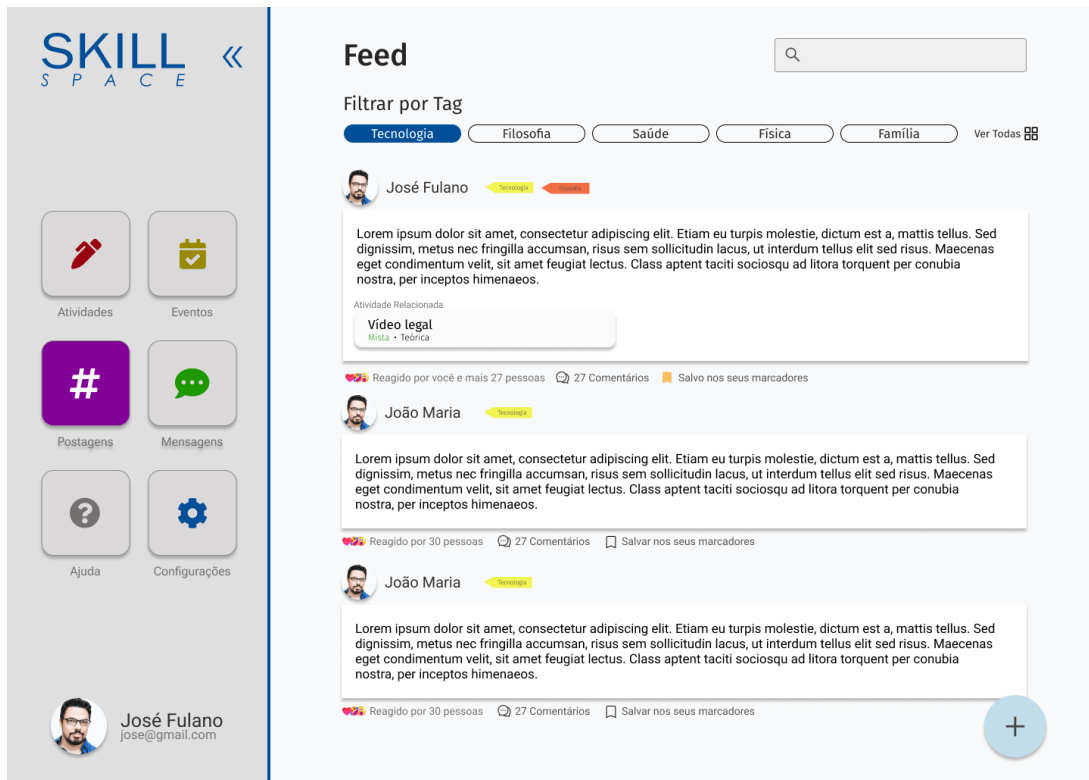 SKILL
SPACE
Atividades
Eventos
Postagens
Mensagens
Ajuda
Configurações
José Fulano
jose@gmail.com
Feed
Filtrar por Tag
Tecnologia
Filosofia
Saúde
Física
Família
Ver Todas
José Fulano
Tecnologia
Filosofia
Lorem ipsum dolor sit amet, consectetur adipiscing elit. Etiam eu turpis molestie, dictum est a, mattis tellus. Sed
dignissim, metus nec fringilla accumsan, risus sem sollicitudin lacus, ut interdum tellus elit sed risus. Maecenas
eget condimentum velit, sit amet feugiat lectus. Class aptent taciti sociosqu ad litora torquent per conubia
nostra, per inceptos himenaeos.
Atividade Relacionada
Vídeo legal
Mista • Teórica
Reagido por você e mais 27 pessoas
27 Comentários
Salvo nos seus marcadores
João Maria
Tecnologia
Lorem ipsum dolor sit amet, consectetur adipiscing elit. Etiam eu turpis molestie, dictum est a, mattis tellus. Sed
dignissim, metus nec fringilla accumsan, risus sem sollicitudin lacus, ut interdum tellus elit sed risus. Maecenas
eget condimentum velit, sit amet feugiat lectus. Class aptent taciti sociosqu ad litora torquent per conubia
nostra, per inceptos himenaeos.
Reagido por 30 pessoas
27 Comentários
Salvar nos seus marcadores
João Maria
Tecnologia
Lorem ipsum dolor sit amet, consectetur adipiscing elit. Etiam eu turpis molestie, dictum est a, mattis tellus. Sed
dignissim, metus nec fringilla accumsan, risus sem sollicitudin lacus, ut interdum tellus elit sed risus. Maecenas
eget condimentum velit, sit amet feugiat lectus. Class aptent taciti sociosqu ad litora torquent per conubia
nostra, per inceptos himenaeos.
Reagido por 30 pessoas
27 Comentários
Salvar nos seus marcadores